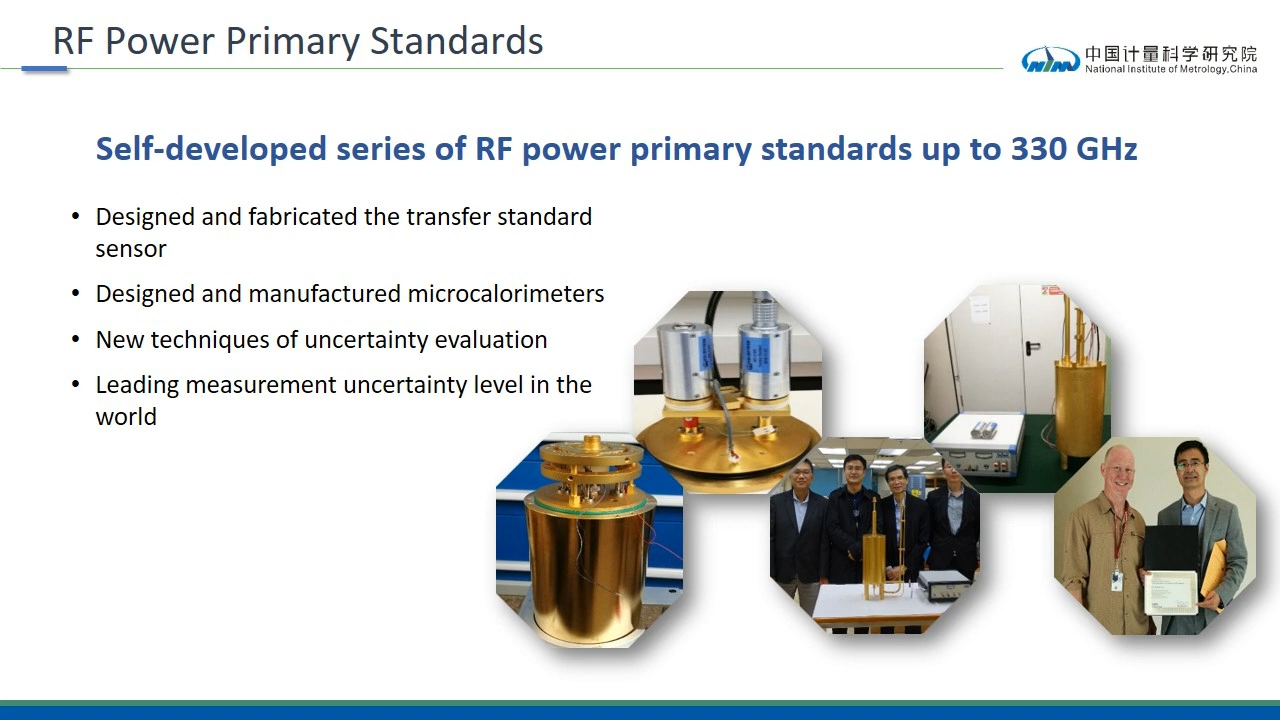 RF Power Primary Standards
NIM
中国计量科学研究院
National Institute of Metrology,China
Self-developed series of RF power primary standards up to 330 GHz
• Designed and fabricated the transfer standard
sensor
• Designed and manufactured microcalorimeters
• New techniques of uncertainty evaluation
• Leading measurement uncertainty level in the
world